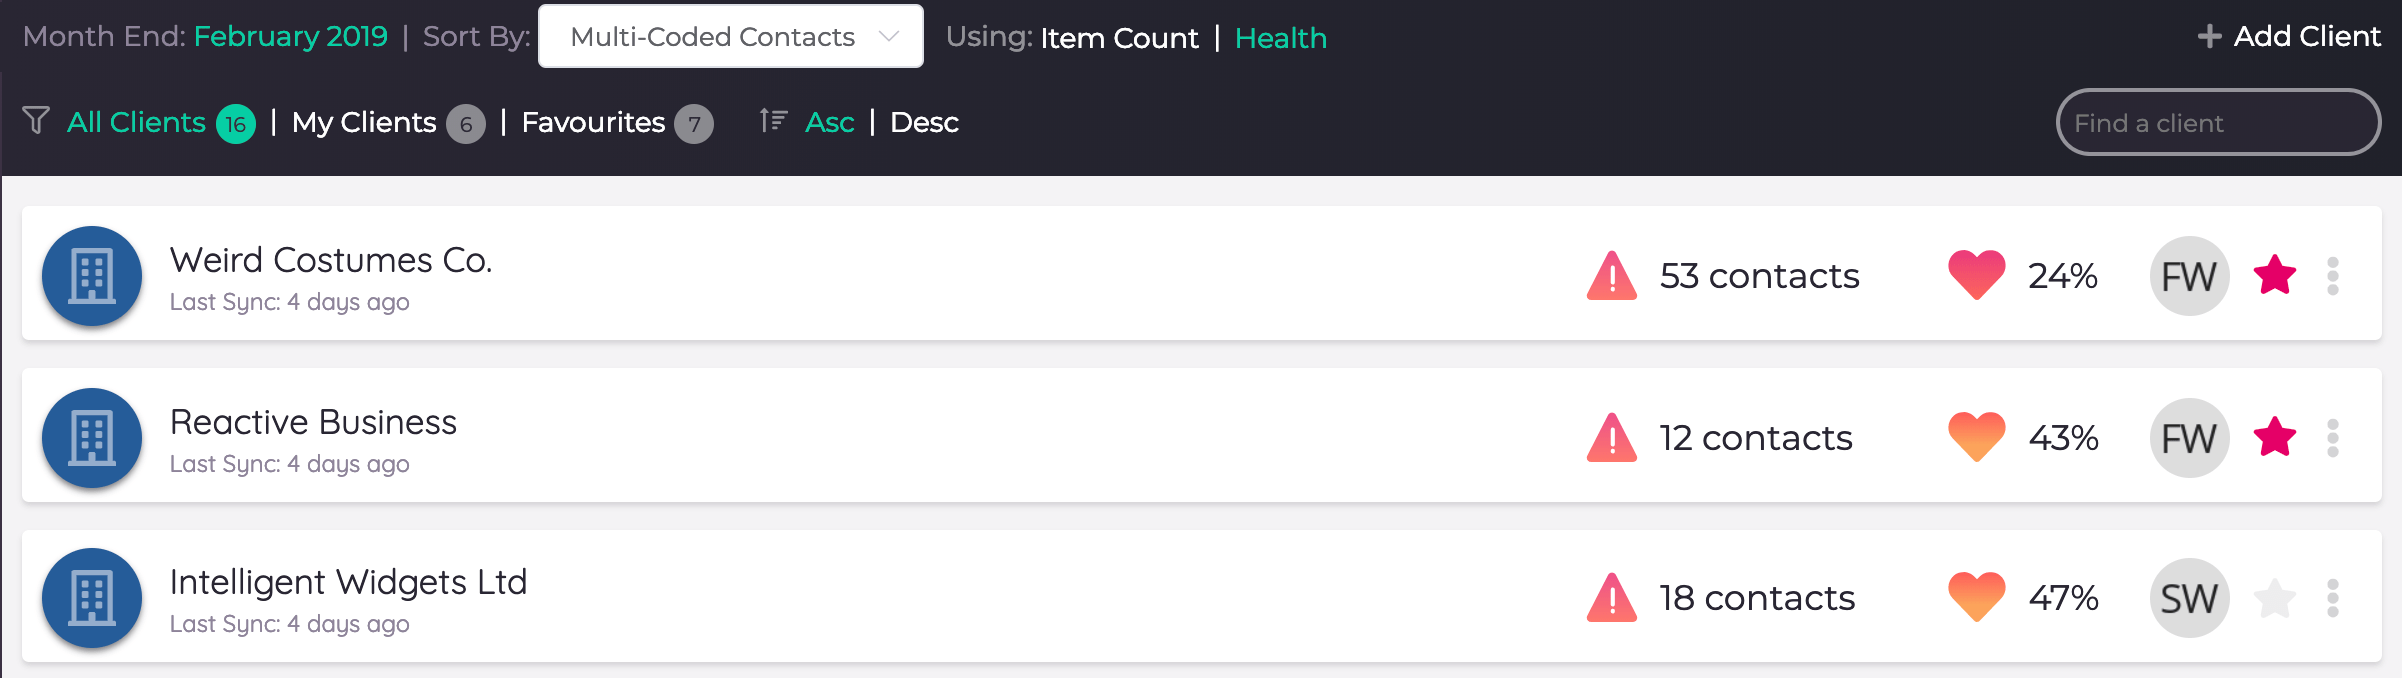 Month End: February 2019 | Sort By: Multi-Coded Contacts Using: Item Count | Health + Add Client
All Clients 16 | My Clients 6 | Favourites 7 Asc | Desc Find a client
Weird Costumes Co.
Last Sync: 4 days ago
53 contacts 24% FW
Reactive Business
Last Sync: 4 days ago
12 contacts 43% FW
Intelligent Widgets Ltd
Last Sync: 4 days ago
18 contacts 47% SW